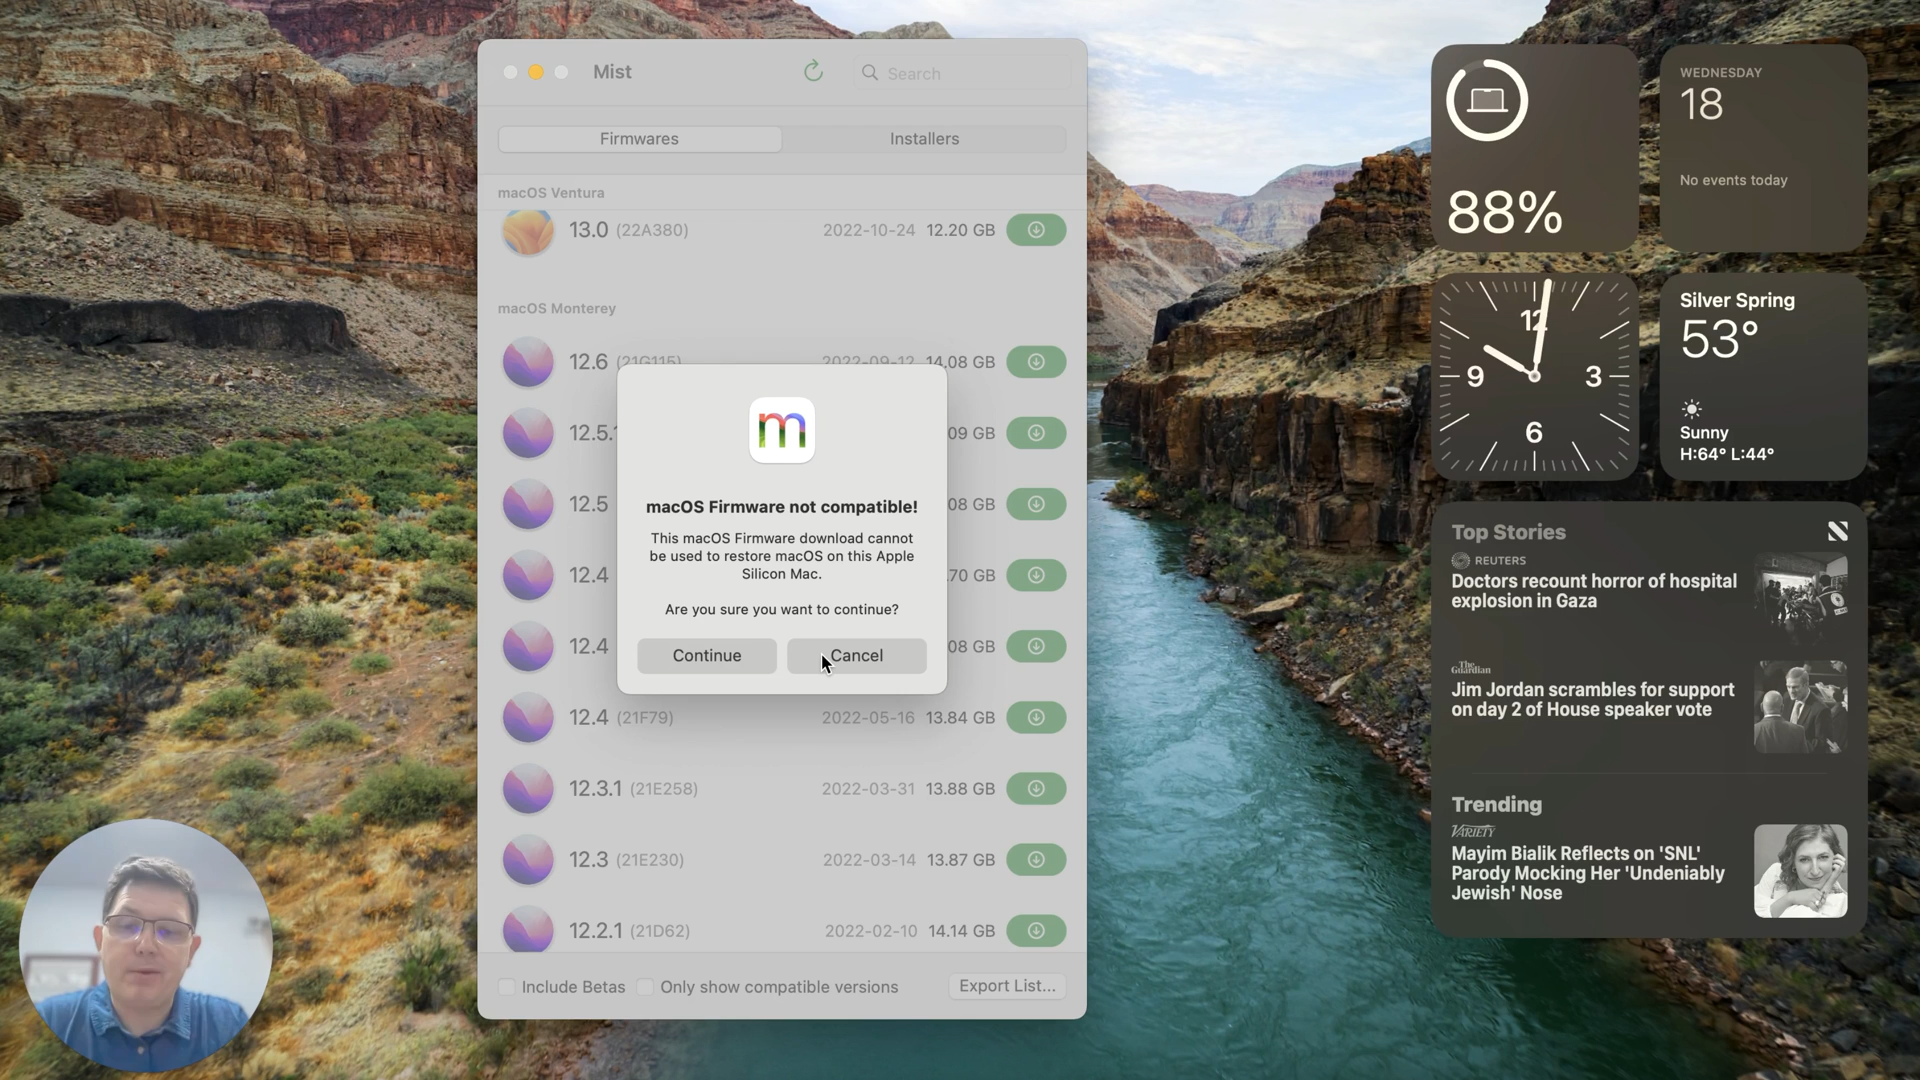 Mist
Search
Firmwares
Installers
macOS Ventura
13.0 (22A380) 2022-10-24 12.20 GB
macOS Monterey
12.6 (21G115) 2022-09-12 14.08 GB
12.5. 09 GB
12.5 08 GB
12.4 .70 GB
12.4 08 GB
12.4 (21F79) 2022-05-16 13.84 GB
12.3.1 (21E258) 2022-03-31 13.88 GB
12.3 (21E230) 2022-03-14 13.87 GB
12.2.1 (21D62) 2022-02-10 14.14 GB
Include Betas
Only show compatible versions
Export List...
m
macOS Firmware not compatible!
This macOS Firmware download cannot
be used to restore macOS on this Apple
Silicon Mac.
Are you sure you want to continue?
Continue
Cancel
88%
WEDNESDAY
18
No events today
12
9
3
6
Silver Spring
53°
Sunny
H:64° L:44°
Top Stories
REUTERS
Doctors recount horror of hospital
explosion in Gaza
The Guardian
Jim Jordan scrambles for support
on day 2 of House speaker vote
Trending
VARIETY
Mayim Bialik Reflects on 'SNL'
Parody Mocking Her 'Undeniably
Jewish' Nose